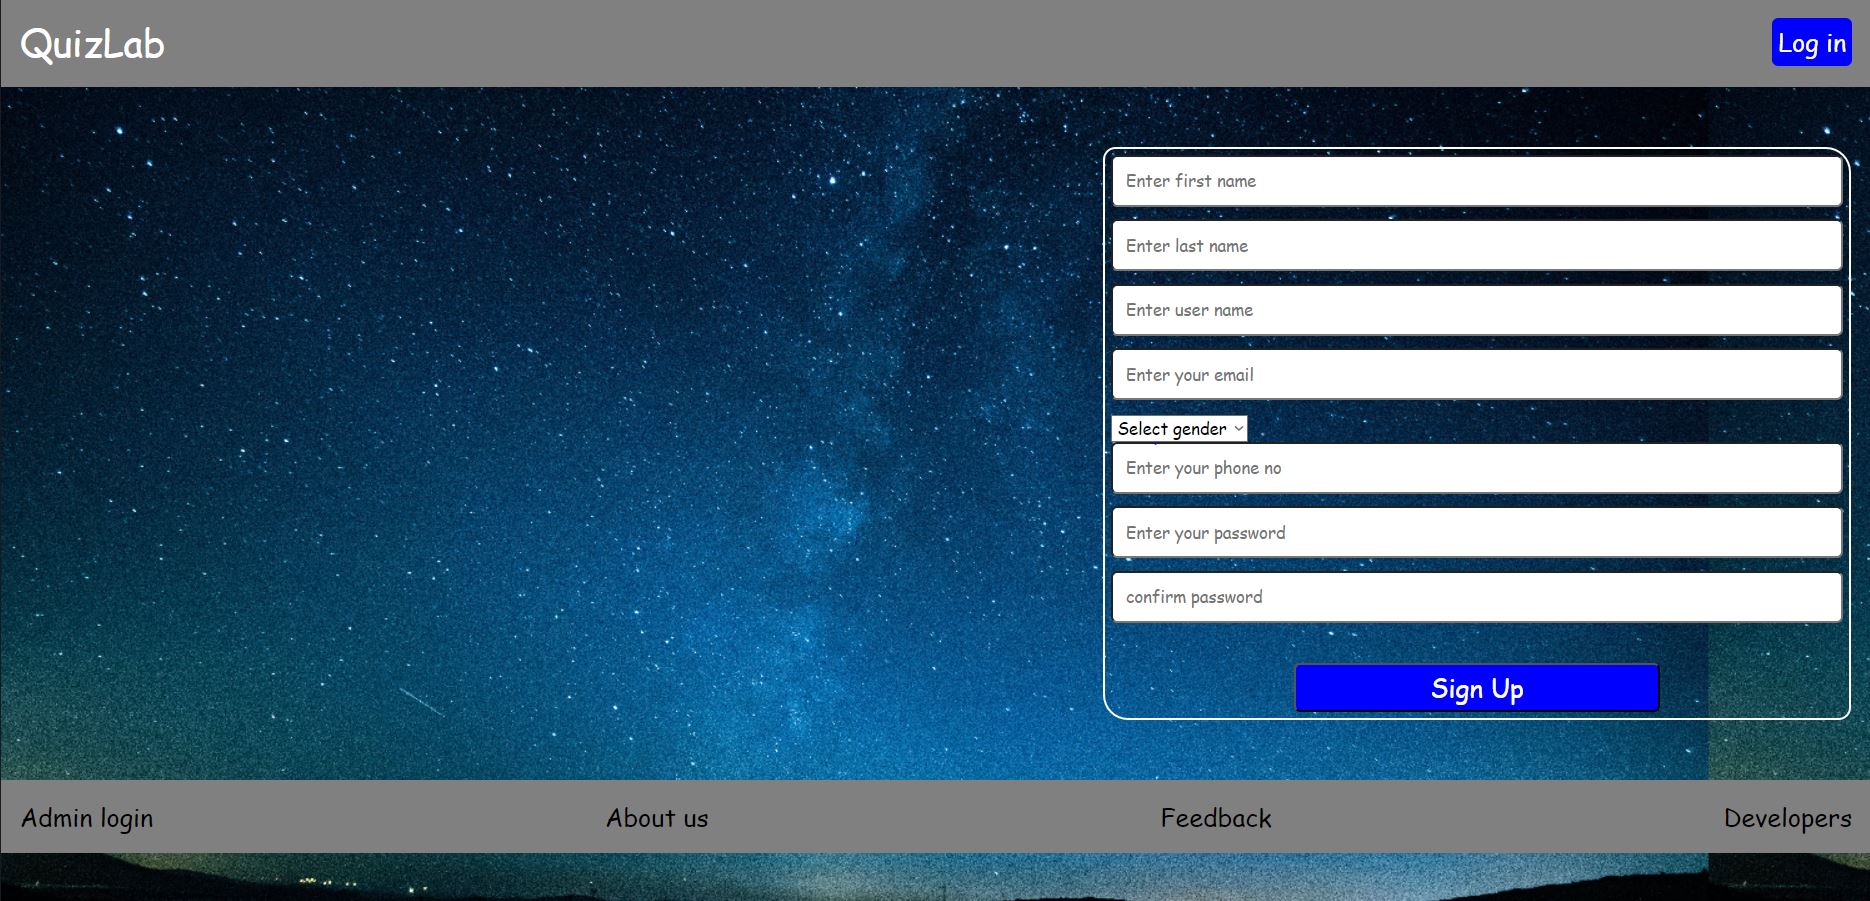 QuizLab
Log in
Enter first name
Enter last name
Enter user name
Enter your email
Select gender
Enter your phone no
Enter your password
confirm password
Sign Up
Admin login
About us
Feedback
Developers